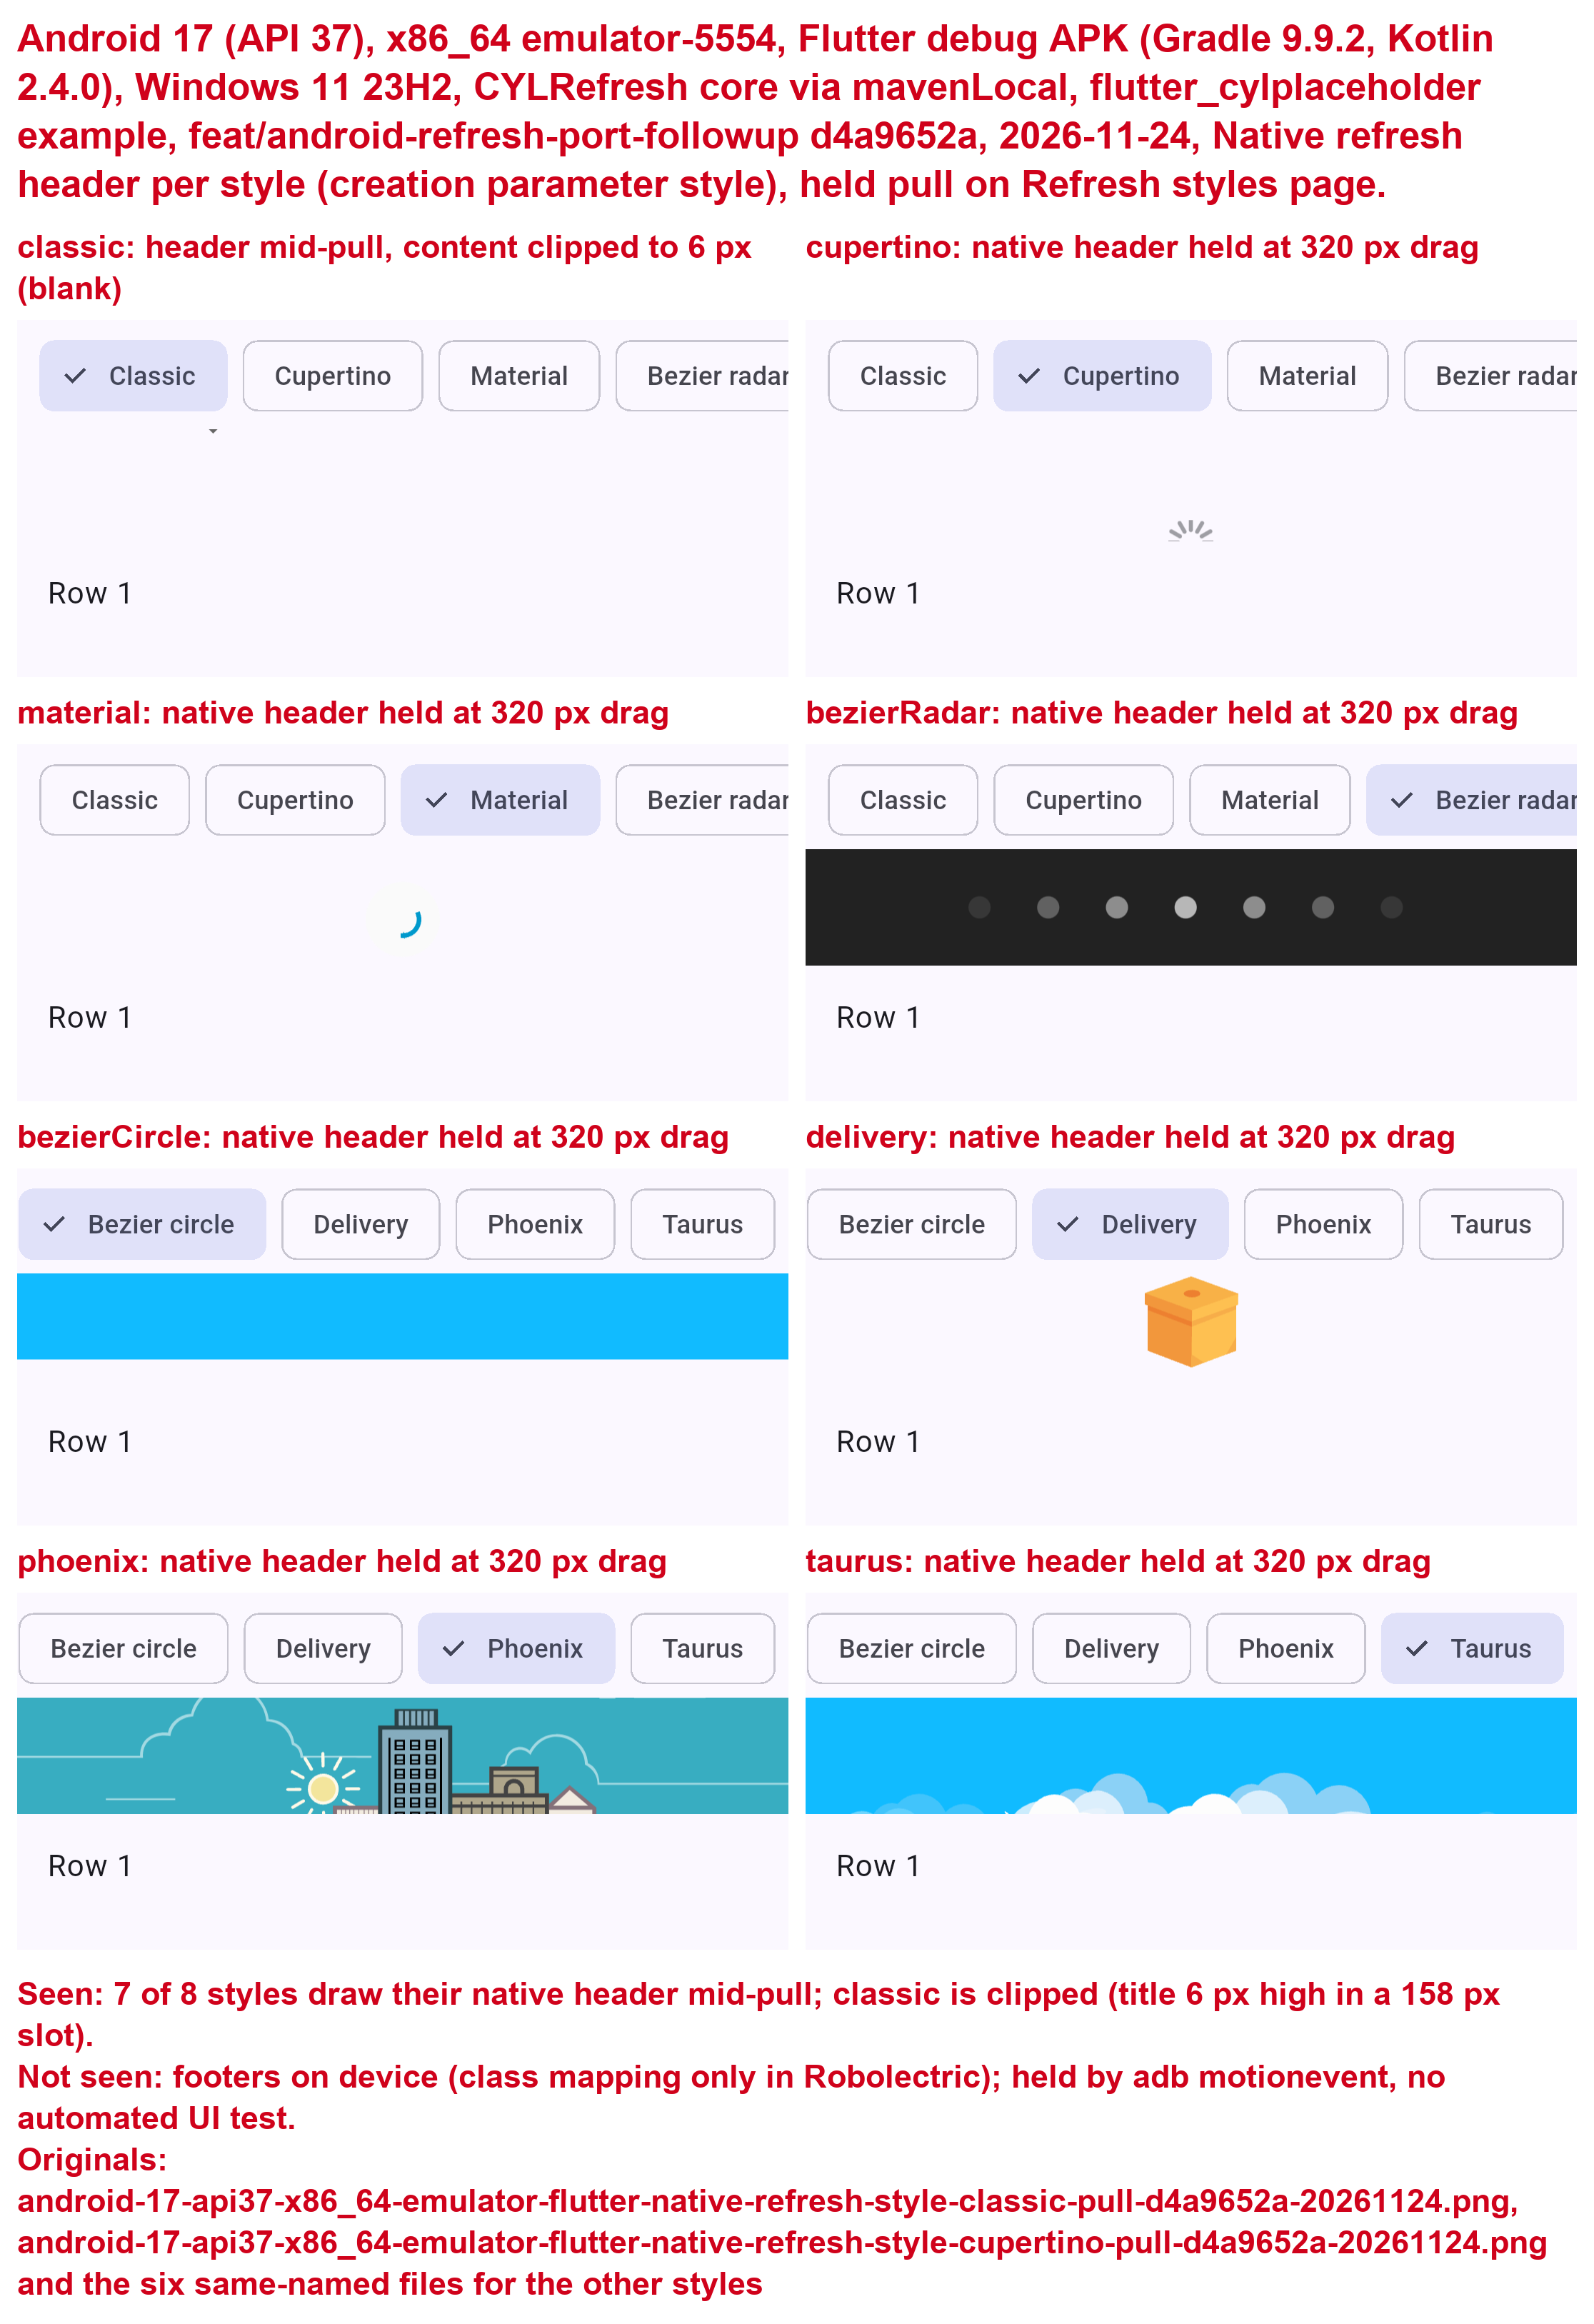 Android 17 (API 37), x86_64 emulator-5554, Flutter debug APK (Gradle 9.9.2, Kotlin
2.4.0), Windows 11 23H2, CYLRefresh core via mavenLocal, flutter_cylplaceholder
example, feat/android-refresh-port-followup d4a9652a, 2026-11-24, Native refresh
header per style (creation parameter style), held pull on Refresh styles page.
classic: header mid-pull, content clipped to 6 px
(blank)
Classic
Cupertino
Material
Bezier radar
Row 1
cupertino: native header held at 320 px drag
Classic
Cupertino
Material
Bezier radar
Row 1
material: native header held at 320 px drag
Classic
Cupertino
Material
Bezier radar
Row 1
bezierRadar: native header held at 320 px drag
Classic
Cupertino
Material
Bezier radar
Row 1
bezierCircle: native header held at 320 px drag
Bezier circle
Delivery
Phoenix
Taurus
Row 1
delivery: native header held at 320 px drag
Bezier circle
Delivery
Phoenix
Taurus
Row 1
phoenix: native header held at 320 px drag
Bezier circle
Delivery
Phoenix
Taurus
Row 1
taurus: native header held at 320 px drag
Bezier circle
Delivery
Phoenix
Taurus
Row 1
Seen: 7 of 8 styles draw their native header mid-pull; classic is clipped (title 6 px high in a 158 px
slot).
Not seen: footers on device (class mapping only in Robolectric); held by adb motionevent, no
automated UI test.
Originals:
android-17-api37-x86_64-emulator-flutter-native-refresh-style-classic-pull-d4a9652a-20261124.png,
android-17-api37-x86_64-emulator-flutter-native-refresh-style-cupertino-pull-d4a9652a-20261124.png
and the six same-named files for the other styles